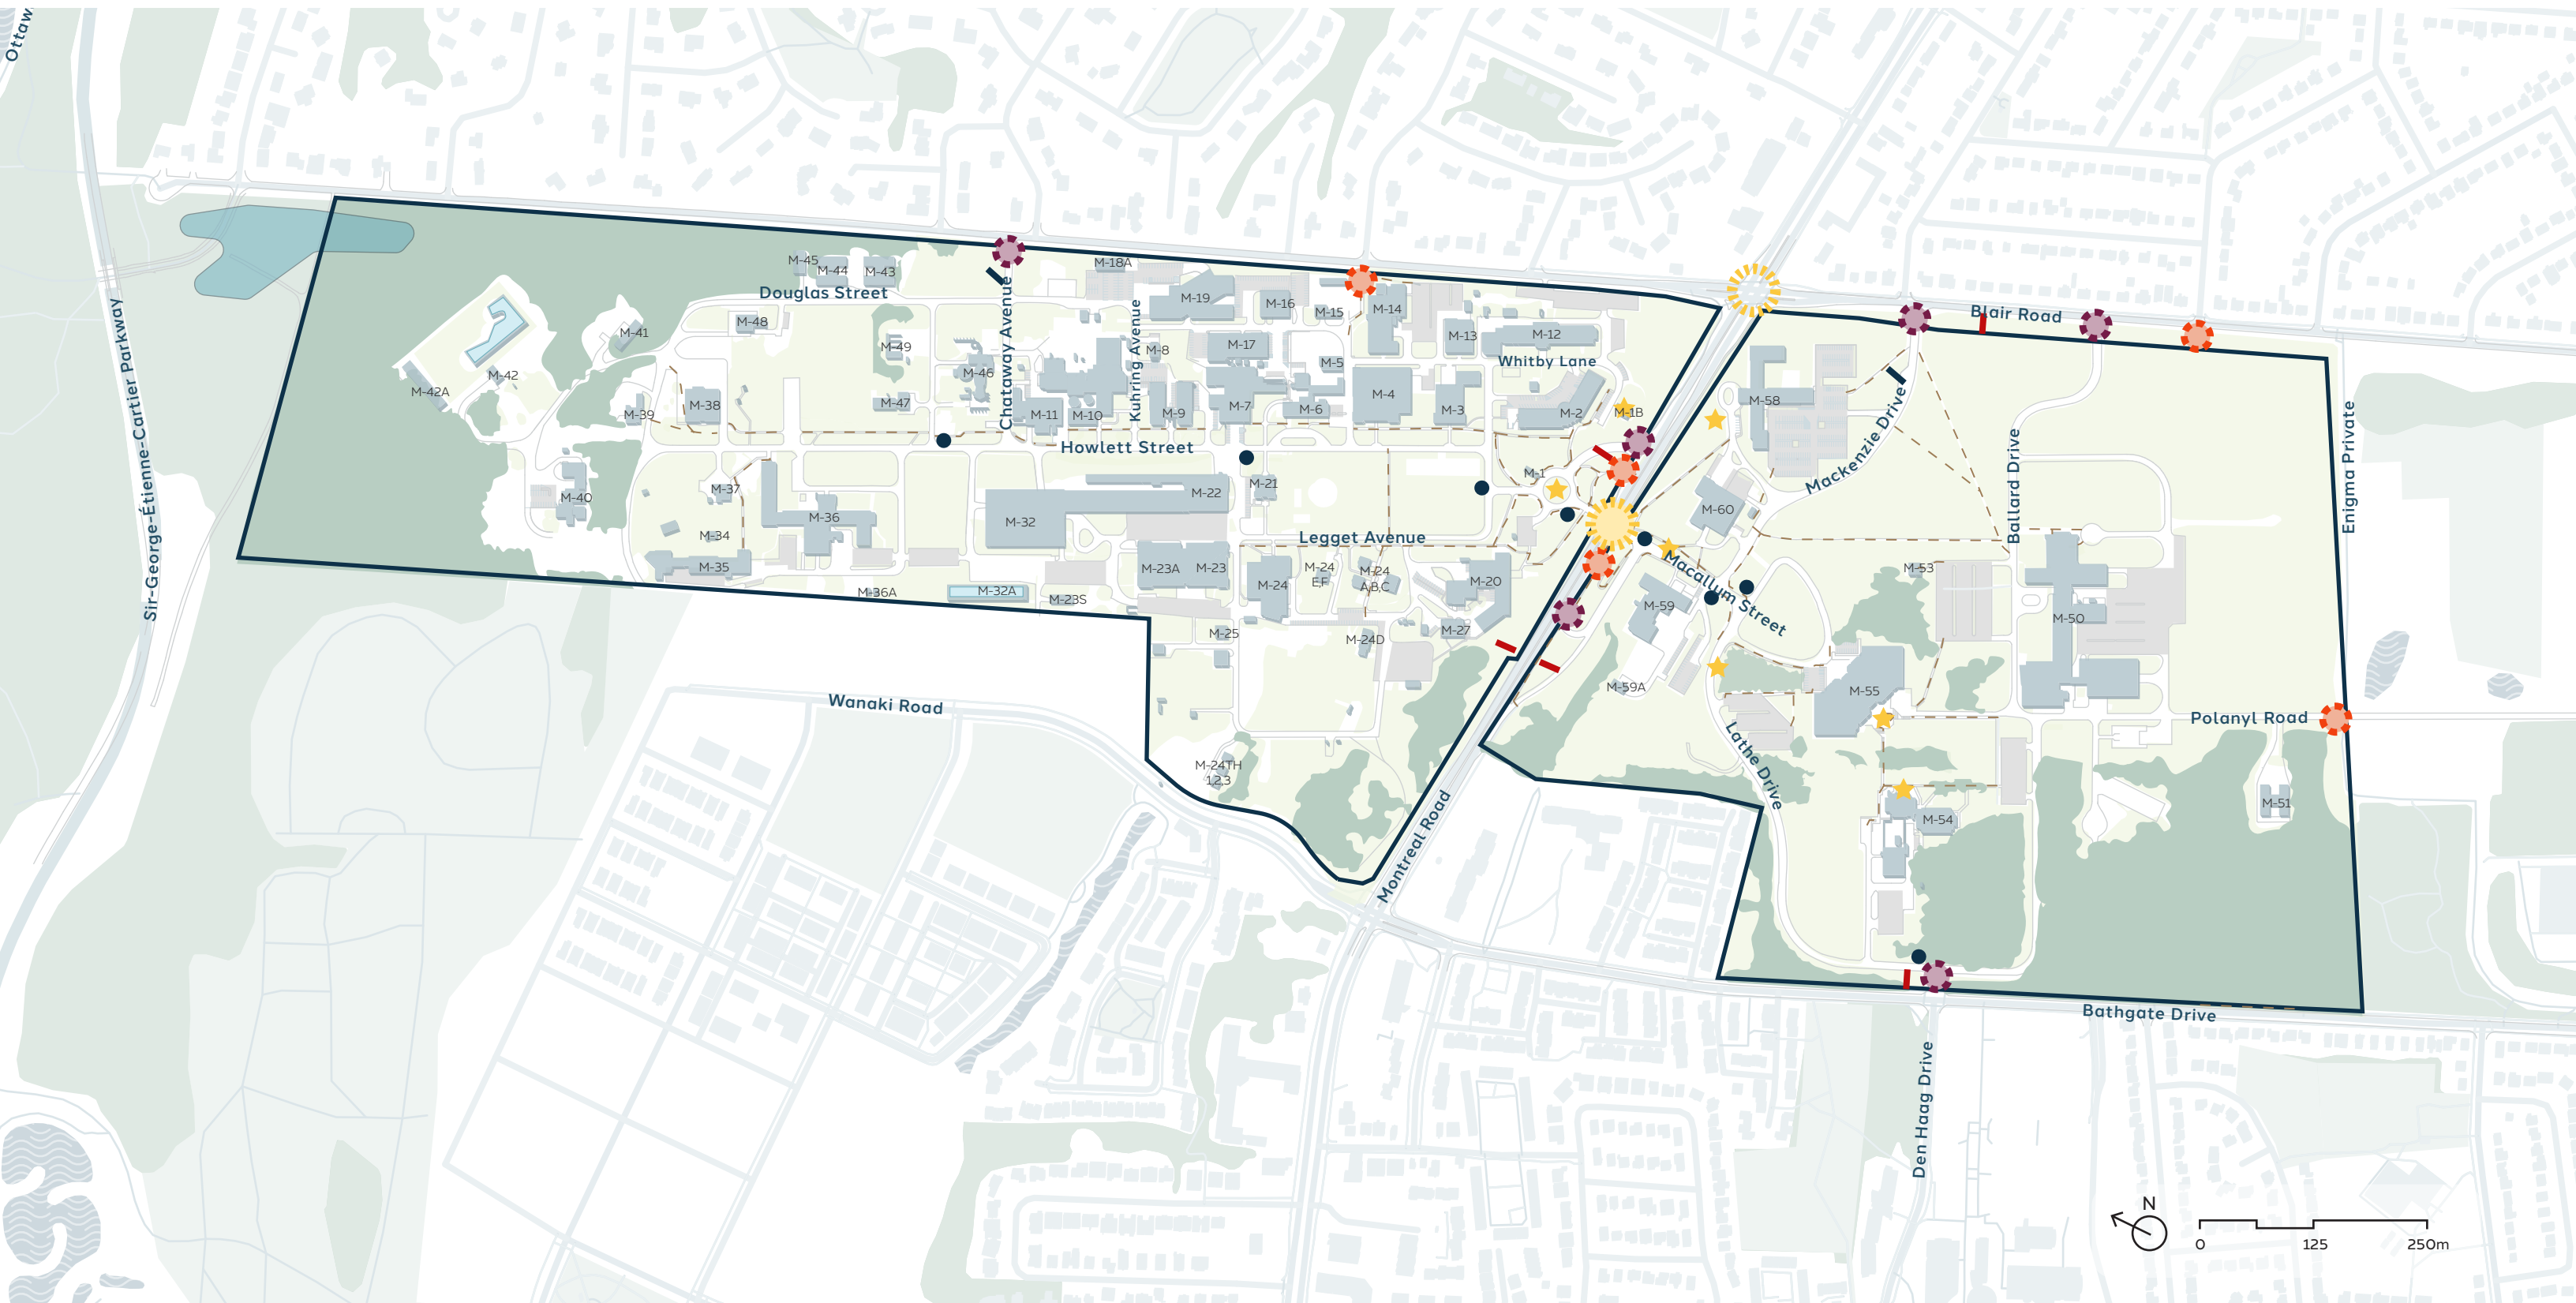 Ottaw
Sir-George-Étienne-Cartier Parkway
M-45
M-44
M-43
Douglas Street
M-18A
M-19
M-16
M-15
M-14
M-13
M-12
Whitby Lane
Blair Road
M-48
M-41
M-49
M-42
M-42A
M-39
M-38
M-47
M-46
Chatauway Avenue
Kuhring Avenue
M-11
M-10
M-8
M-9
M-17
M-7
M-5
M-6
M-4
M-3
M-2
M-1B
M-58
Mackenzie Drive
Ballard Drive
Enigma Private
Howlett Street
M-40
M-37
M-36
M-34
M-35
M-32
M-22
M-21
M-1
M-60
Legget Avenue
M-23A
M-23
M-24
M-24
E,F
M-24
A,B,C
M-20
M-36A
M-32A
M-23S
M-25
M-24D
M-27
M-59
Macallum Street
M-53
M-50
M-59A
M-55
Polanyl Road
Wanaki Road
M-24TH
1,2,3
Lathe Drive
M-54
M-51
Montreal Road
Bathgate Drive
Den Haag Drive
N
0
125
250m